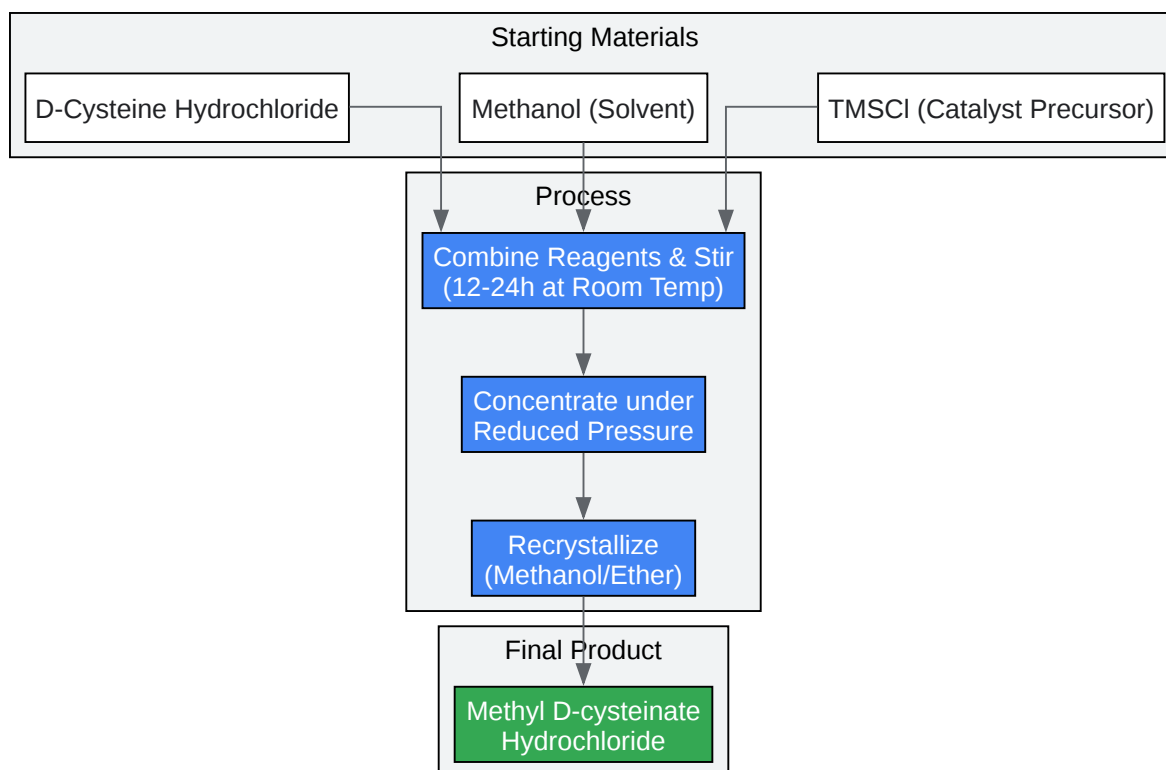 Starting Materials
D-Cysteine Hydrochloride
Methanol (Solvent)
TMSCl (Catalyst Precursor)
Process
Combine Reagents & Stir
(12-24h at Room Temp)
Concentrate under
Reduced Pressure
Recrystallize
(Methanol/Ether)
Final Product
Methyl D-cysteinate
Hydrochloride